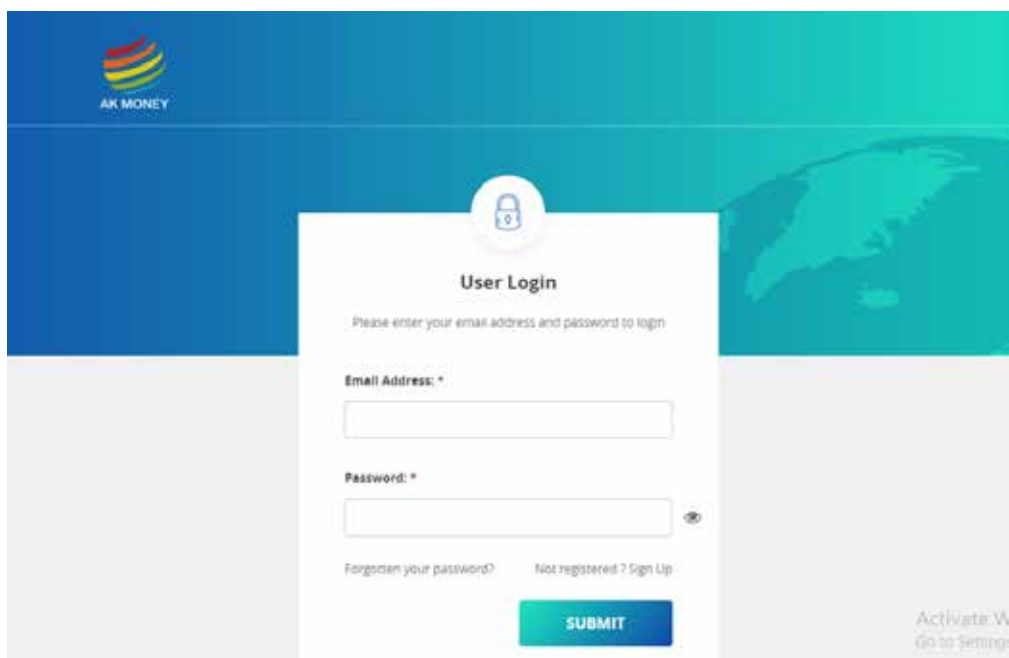 AK MONEY
User Login
Please enter your email address and password to login
Email Address: *
Password: *
Forgotten your password? Not registered ? Sign Up
SUBMIT
Activate W
Go to Settings